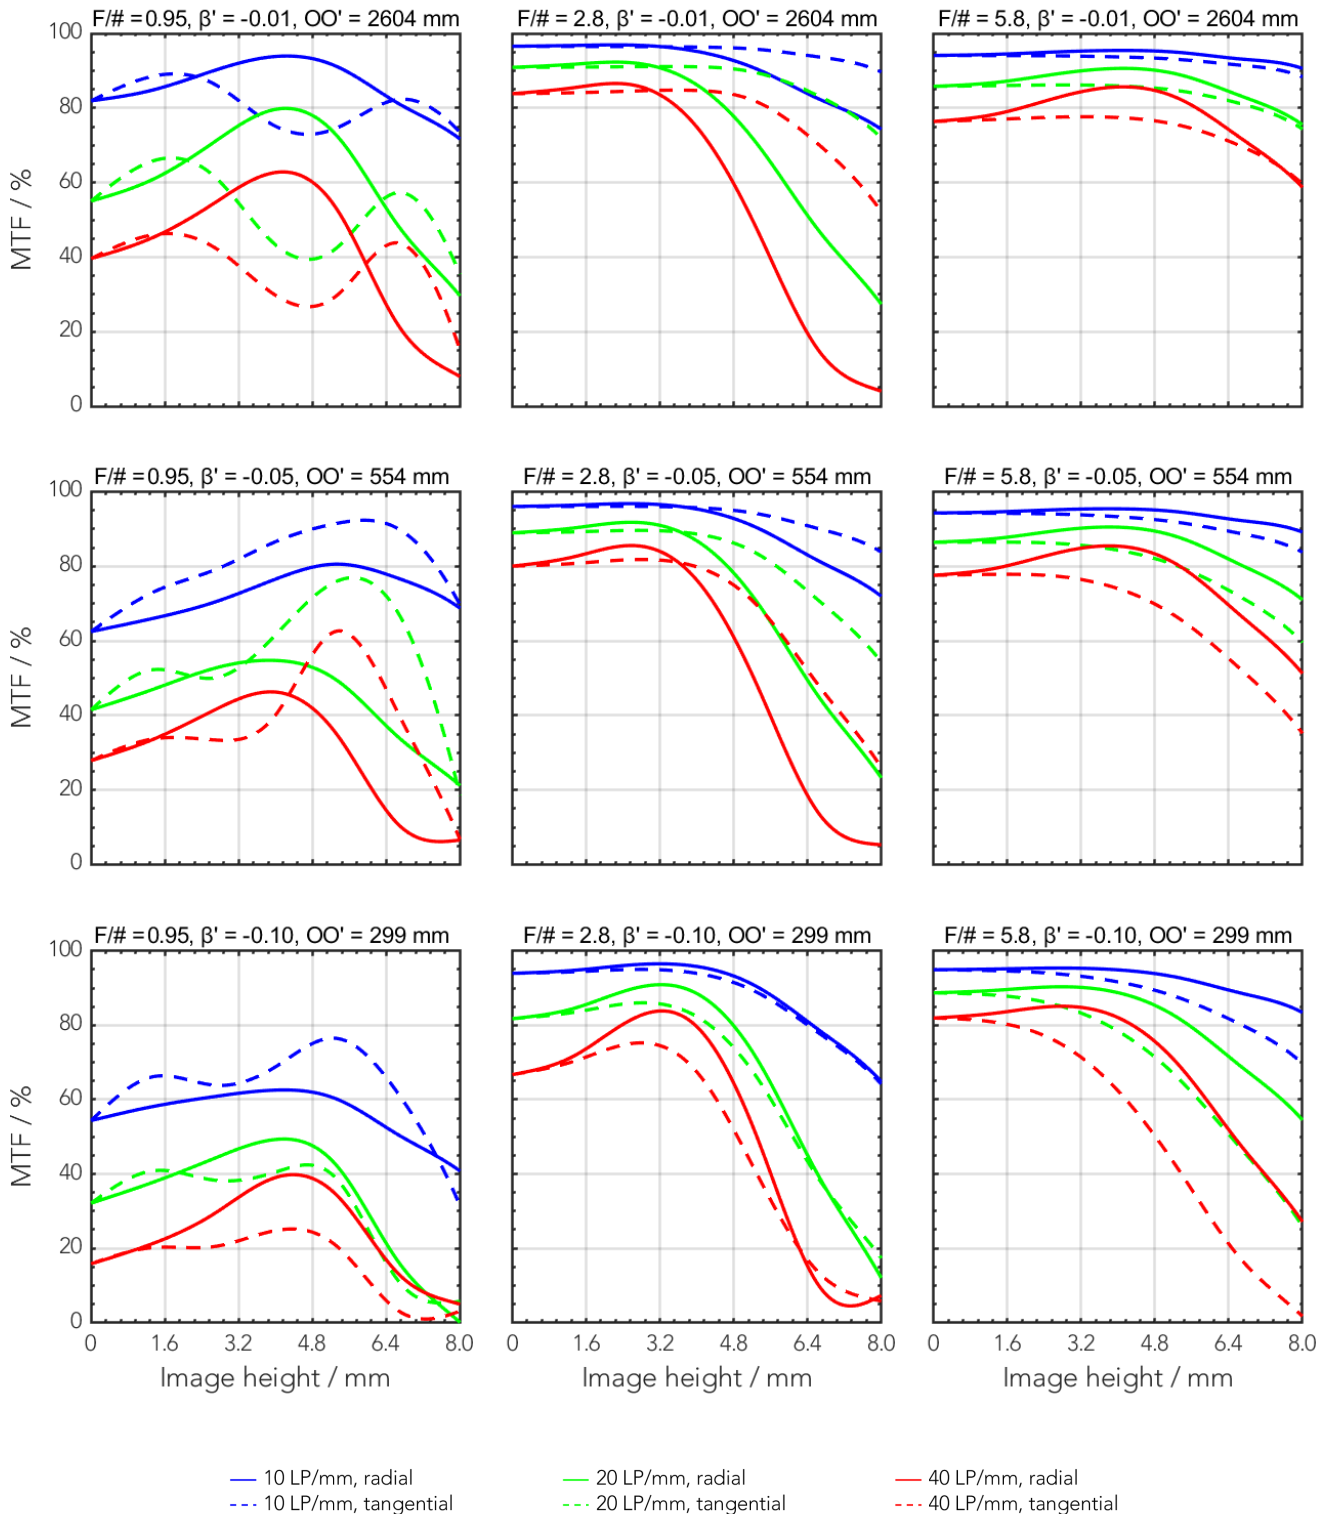 F/# = 0.95, β' = -0.01, OO' = 2604 mm
F/# = 2.8, β' = -0.01, OO' = 2604 mm
F/# = 5.8, β' = -0.01, OO' = 2604 mm
100
80
60
40
20
0
MTF / %
F/# = 0.95, β' = -0.05, OO' = 554 mm
F/# = 2.8, β' = -0.05, OO' = 554 mm
F/# = 5.8, β' = -0.05, OO' = 554 mm
100
80
60
40
20
0
MTF / %
F/# = 0.95, β' = -0.10, OO' = 299 mm
F/# = 2.8, β' = -0.10, OO' = 299 mm
F/# = 5.8, β' = -0.10, OO' = 299 mm
100
80
60
40
20
0
MTF / %
0 1.6 3.2 4.8 6.4 8.0
0 1.6 3.2 4.8 6.4 8.0
0 1.6 3.2 4.8 6.4 8.0
Image height / mm
Image height / mm
Image height / mm
10 LP/mm, radial
10 LP/mm, tangential
20 LP/mm, radial
20 LP/mm, tangential
40 LP/mm, radial
40 LP/mm, tangential